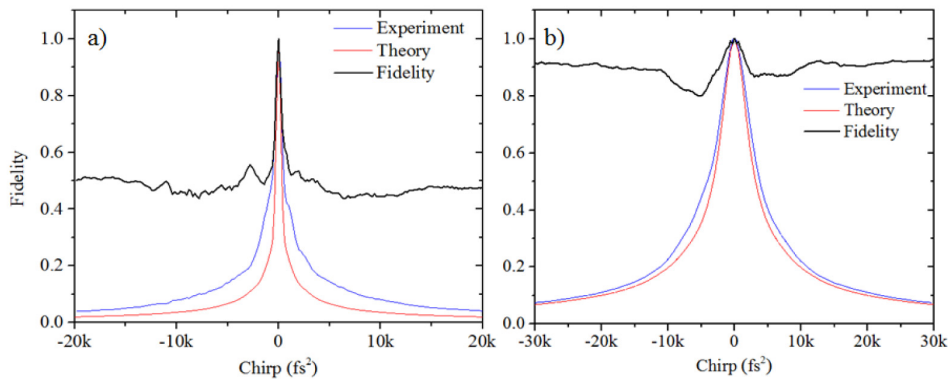 a)
Experiment
Theory
Fidelity
Fidelity
1.0
0.8
0.6
0.4
0.2
0.0
-20k
-10k
0
10k
20k
Chirp (fs²)
b)
Experiment
Theory
Fidelity
1.0
0.8
0.6
0.4
0.2
0.0
-30k
-20k
-10k
0
10k
20k
30k
Chirp (fs²)